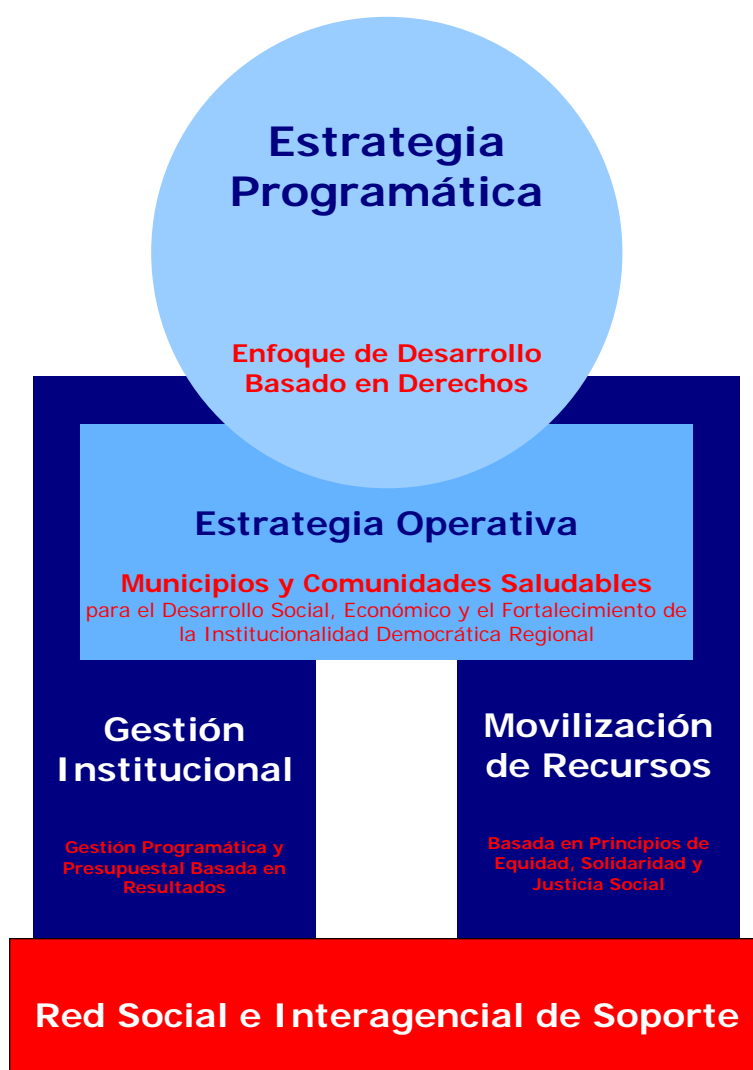 Estrategia
Programática
Enfoque de Desarrollo
Basado en Derechos
Estrategia Operativa
Municipios y Comunidades Saludables
para el Desarrollo Social, Económico y el Fortalecimiento de
la Institucionalidad Democrática Regional
Gestión
Institucional
Gestión Programática y
Presupuestal Basada en
Resultados
Movilización
de Recursos
Basada en Principios de
Equidad, Solidaridad y
Justicia Social
Red Social e Interagencial de Soporte